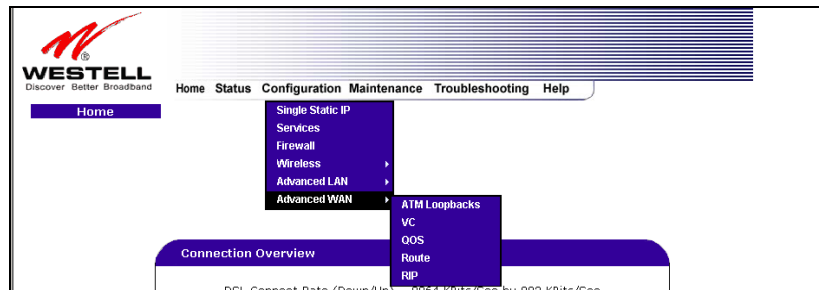 WESTELL
Discover Better Broadband
Home Status Configuration Maintenance Troubleshooting Help
Home
Single Static IP
Services
Firewall
Wireless
Advanced LAN
Advanced WAN
ATM Loopbacks
VC
QOS
Route
RIP
Connection Overview